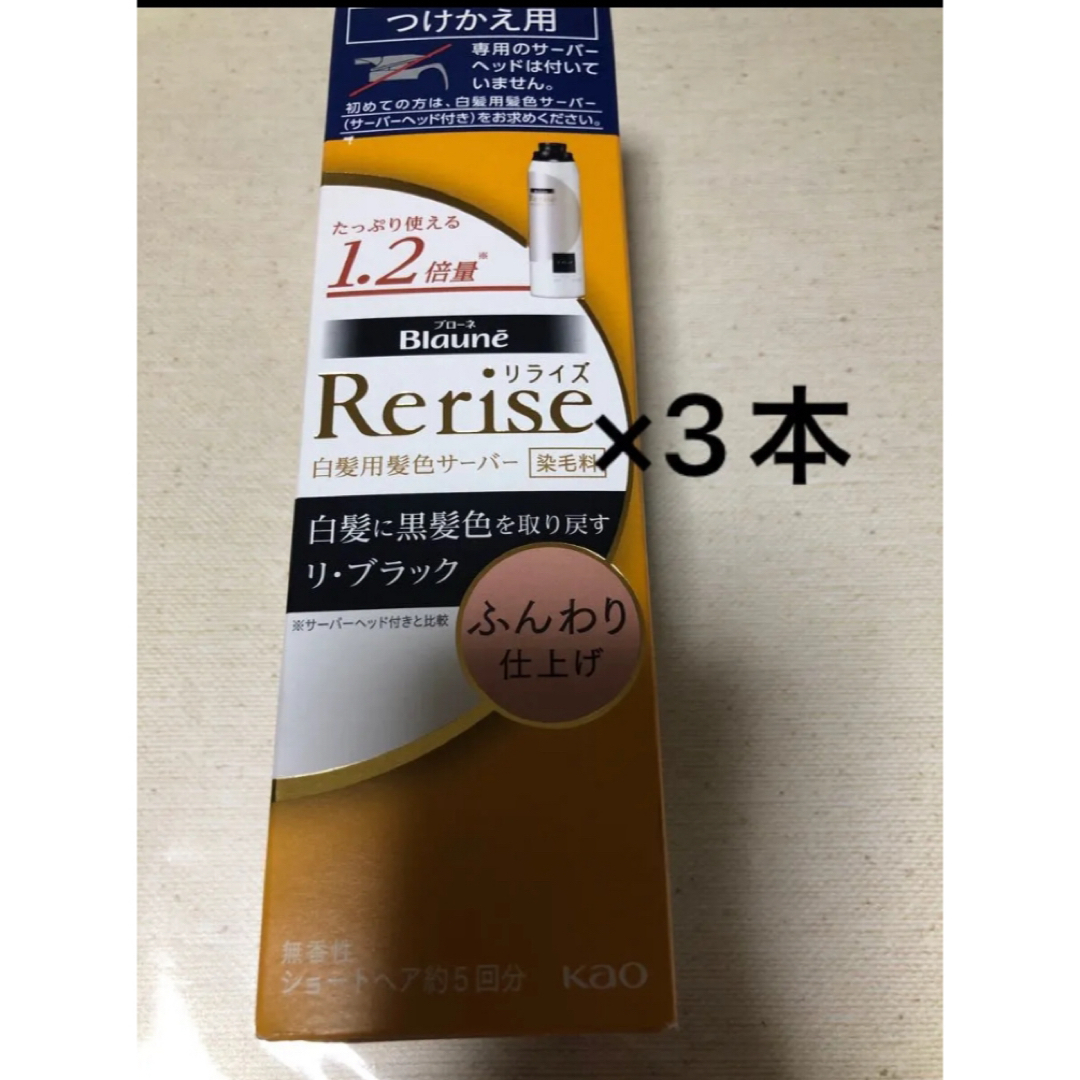 つけかえ用
専用のサーバー
ヘッドは付いて
いません。
初めての方は、白髪用髪色サーバー
(サーバーヘッド付き)をお求めください。
たっぷり使える
1.2倍量※
ブローネ
Blaunē
リライズ
Rerise
×3本
白髪用髪色サーバー 染毛料
白髪に黒髪色を取り戻す
リ・ブラック
※サーバーヘッド付きと比較
ふんわり
仕上げ
無香性
ショートヘア約5回分
Kao